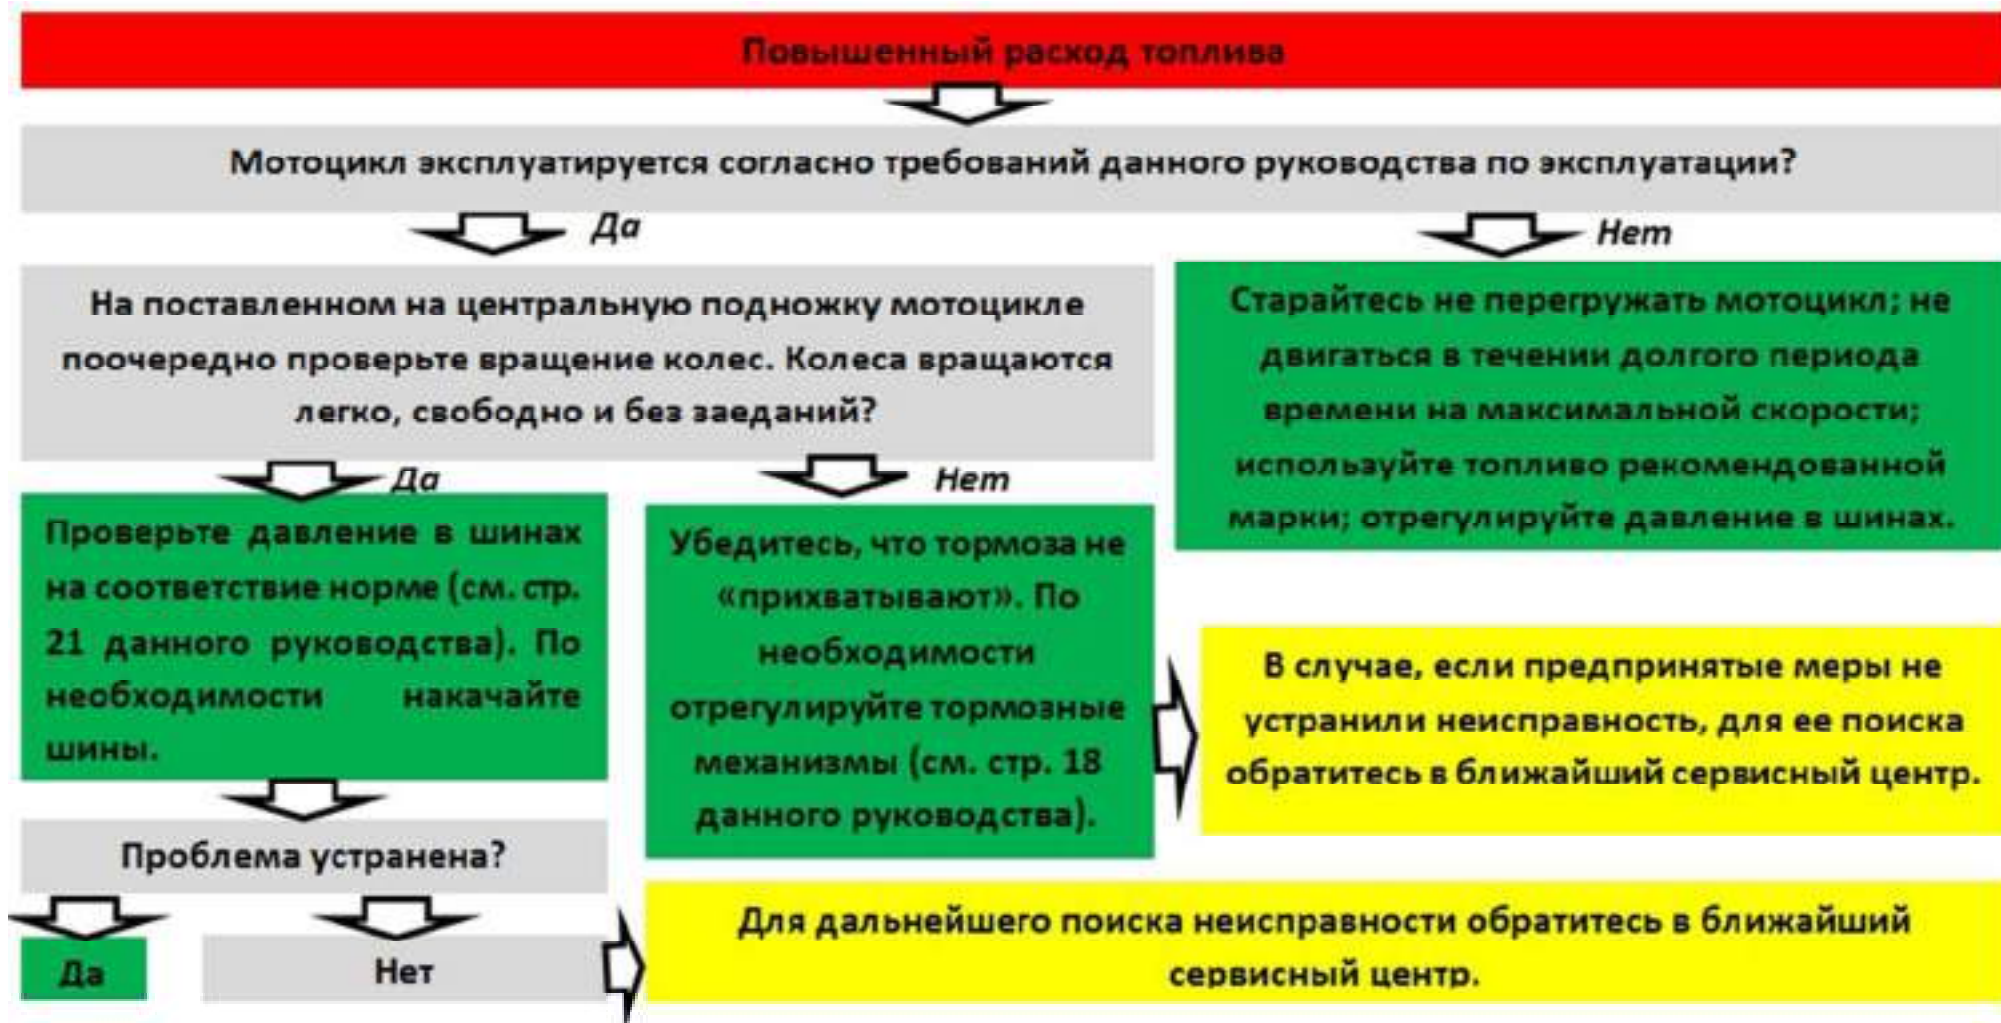 Повышенный расход топлива
Мотоцикл эксплуатируется согласно требований данного руководства по эксплуатации?
Да
Нет
На поставленном на центральную подножку мотоцикле
поочередно проверьте вращение колес. Колеса вращаются
легко, свободно и без заеданий?
Старайтесь не перегружать мотоцикл; не
двигаться в течении долгого периода
времени на максимальной скорости;
используйте топливо рекомендованной
марки; отрегулируйте давление в шинах.
Да
Нет
Проверьте давление в шинах
на соответствие норме (см. стр.
21 данного руководства). По
необходимости накачайте
шины.
Убедитесь, что тормоза не
«прихватывают». По
необходимости
отрегулируйте тормозные
механизмы (см. стр. 18
данного руководства).
В случае, если предпринятые меры не
устранили неисправность, для ее поиска
обратитесь в ближайший сервисный центр.
Проблема устранена?
Да
Нет
Для дальнейшего поиска неисправности обратитесь в ближайший
сервисный центр.